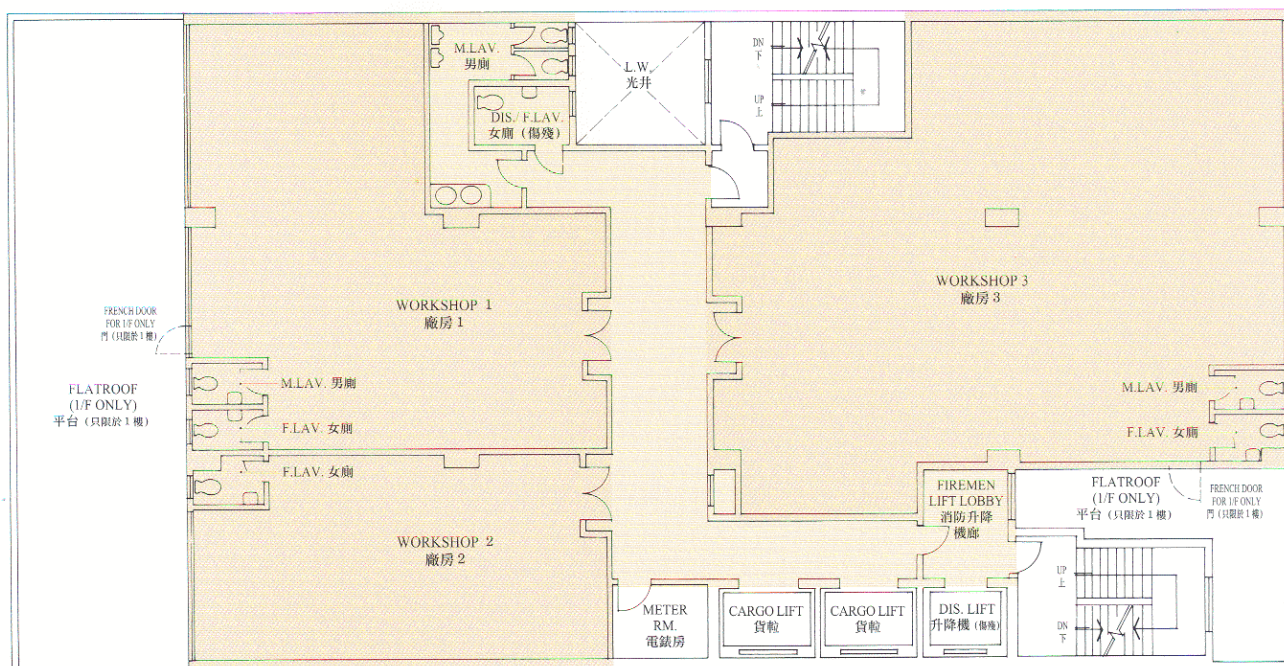 M.LAV.
男廁
DIS./ F.LAV.
女廁 (傷殘)
L.W.
光井
DN
下
UP
上
WORKSHOP 1
廠房 1
WORKSHOP 3
廠房 3
FRENCH DOOR
FOR 1/F ONLY
門 (只限於 1 樓)
FLATROOF
(1/F ONLY)
平台 (只限於 1 樓)
M.LAV. 男廁
F.LAV. 女廁
F.LAV. 女廁
M.LAV. 男廁
F.LAV. 女廁
WORKSHOP 2
廠房 2
FIREMEN
LIFT LOBBY
消防升降
機廊
FLATROOF
(1/F ONLY)
平台 (只限於 1 樓)
FRENCH DOOR
FOR 1/F ONLY
門 (只限於 1 樓)
METER
RM.
電錶房
CARGO LIFT
貨𨋢
CARGO LIFT
貨𨋢
DIS. LIFT
升降機 (傷殘)
UP
上
DN
下